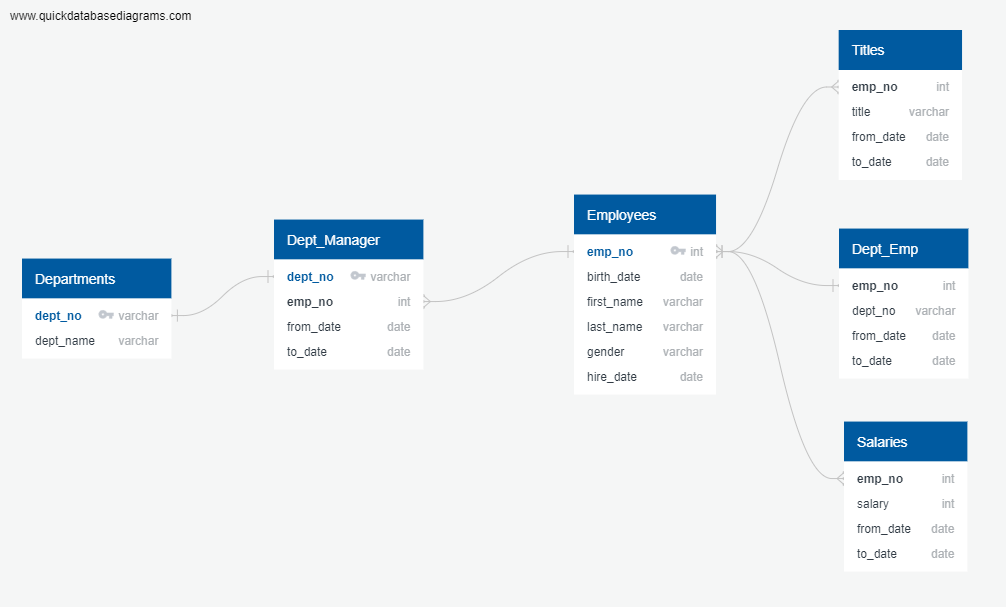 www.quickdatabasediagrams.com
Departments
dept_no varchar
dept_name varchar
Dept_Manager
dept_no varchar
emp_no int
from_date date
to_date date
Employees
emp_no int
birth_date date
first_name varchar
last_name varchar
gender varchar
hire_date date
Titles
emp_no int
title varchar
from_date date
to_date date
Dept_Emp
emp_no int
dept_no varchar
from_date date
to_date date
Salaries
emp_no int
salary int
from_date date
to_date date